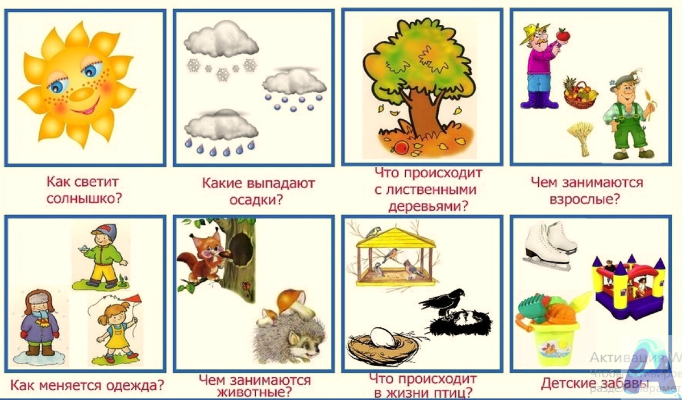 Как светит
солнышко?
Какие выпадают
осадки?
Что происходит
с лиственными
деревьями?
Чем занимаются
взрослые?
Как меняется одежда?
Чем занимаются
животные?
Что происходит
в жизни птиц?
Детские забавы
Активация W